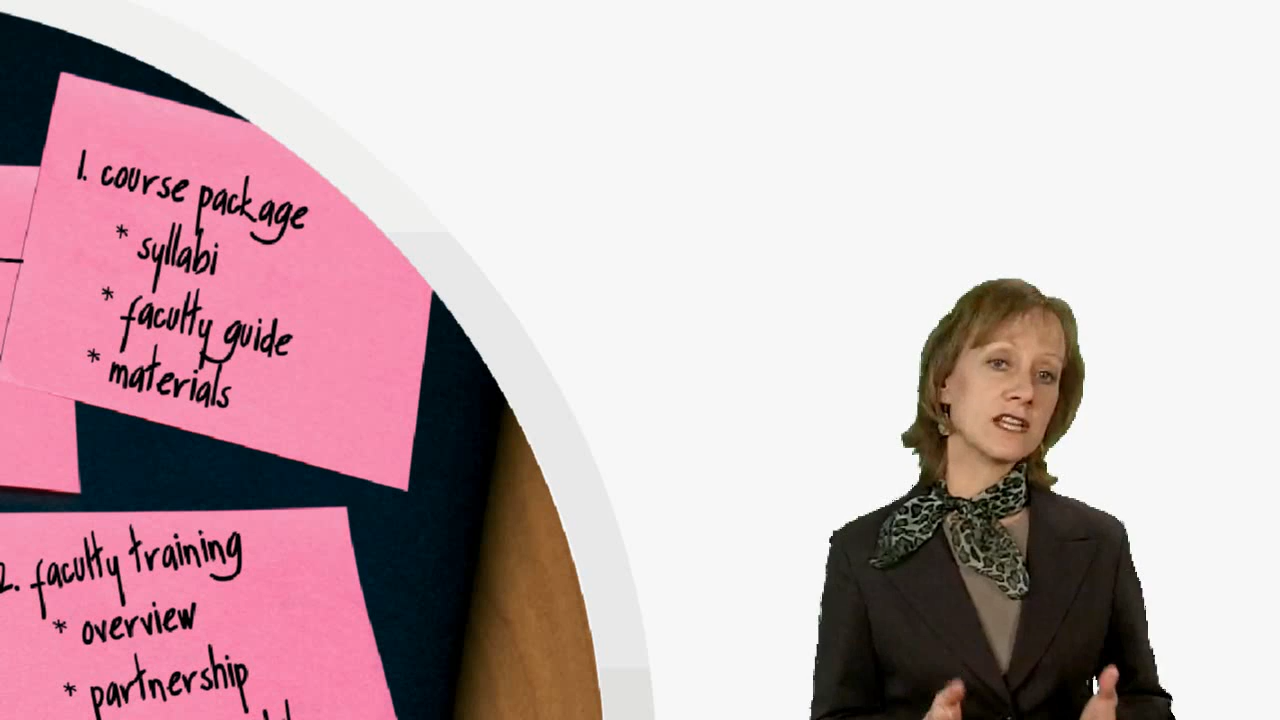 1. course package
* syllabi
* faculty guide
* materials
2. faculty training
* overview
* partnership